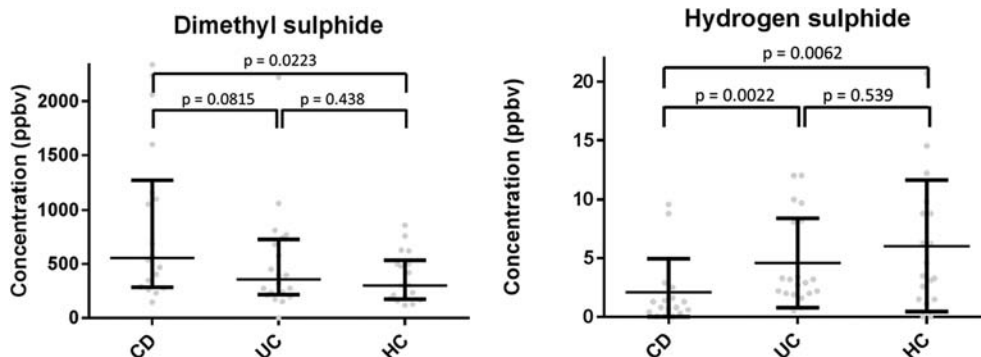 Dimethyl sulphide
Concentration (ppbv)
2000
1500
1000
500
0
p = 0.0223
p = 0.0815
p = 0.438
CD
UC
HC
Hydrogen sulphide
Concentration (ppbv)
20
15
10
5
0
p = 0.0062
p = 0.0022
p = 0.539
CD
UC
HC